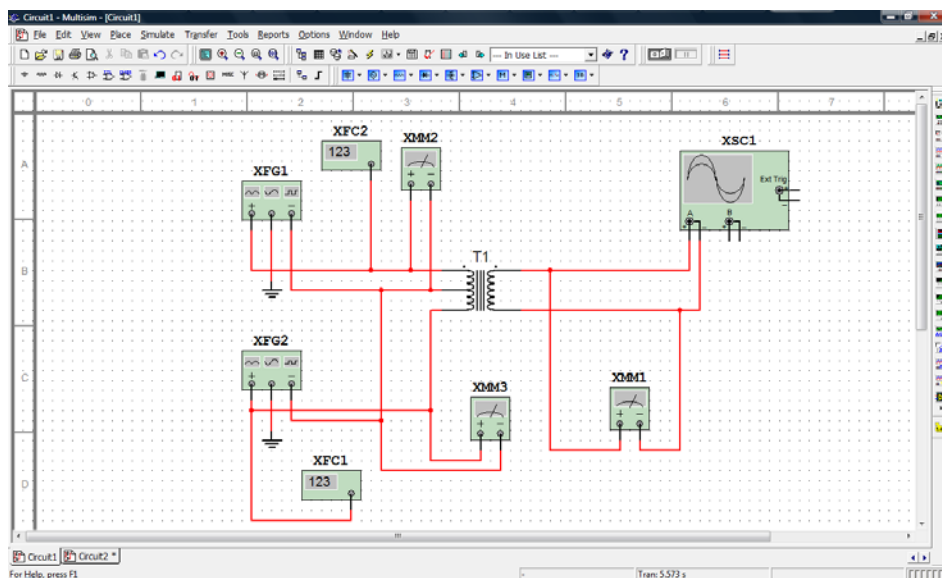 Circuit1 - Multisim - [Circuit1]
File Edit View Place Simulate Transfer Tools Reports Options Window Help
--- In Use List ---
0 1 2 3 4 5 6 7
XFC2
XMM2
XSC1
123
A
XFG1
Ext Trig
+ -
+ -
A B
T1
B
XFG2
C
XMM3
XMM1
+ -
+ -
+ -
XFC1
123
D
Circuit1 Circuit2 *
For Help, press F1
- Tran: 5.573 s